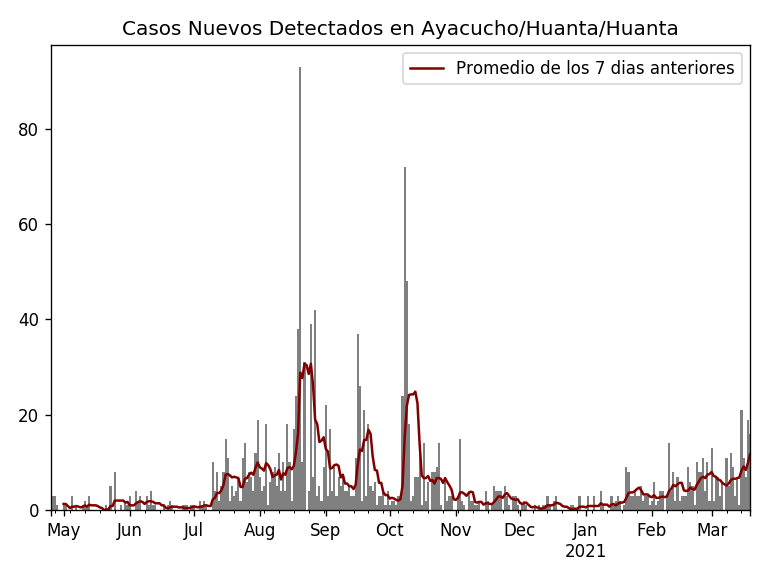 Casos Nuevos Detectados en Ayacucho/Huanta/Huanta
Promedio de los 7 dias anteriores
80
60
40
20
0
May Jun Jul Aug Sep Oct Nov Dec Jan Feb Mar
2021